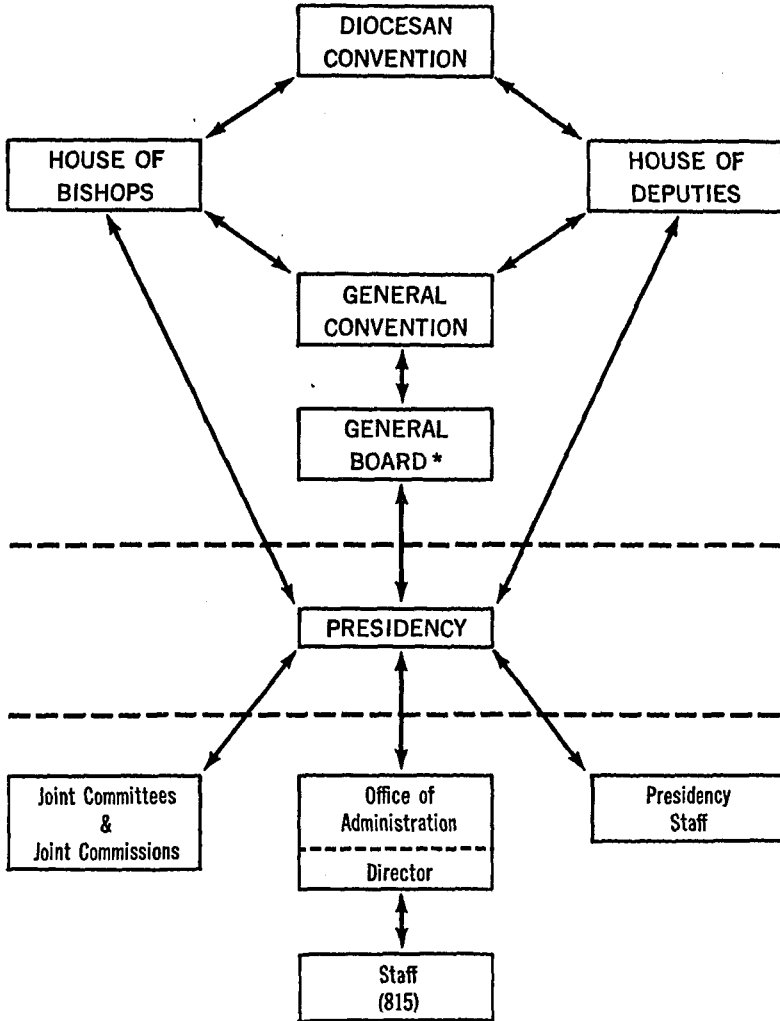 DIOCESAN
CONVENTION
HOUSE OF
BISHOPS
HOUSE OF
DEPUTIES
GENERAL
CONVENTION
GENERAL
BOARD *
PRESIDENCY
Joint Committees
&
Joint Commissions
Office of
Administration
Director
Presidency
Staff
Staff
(815)